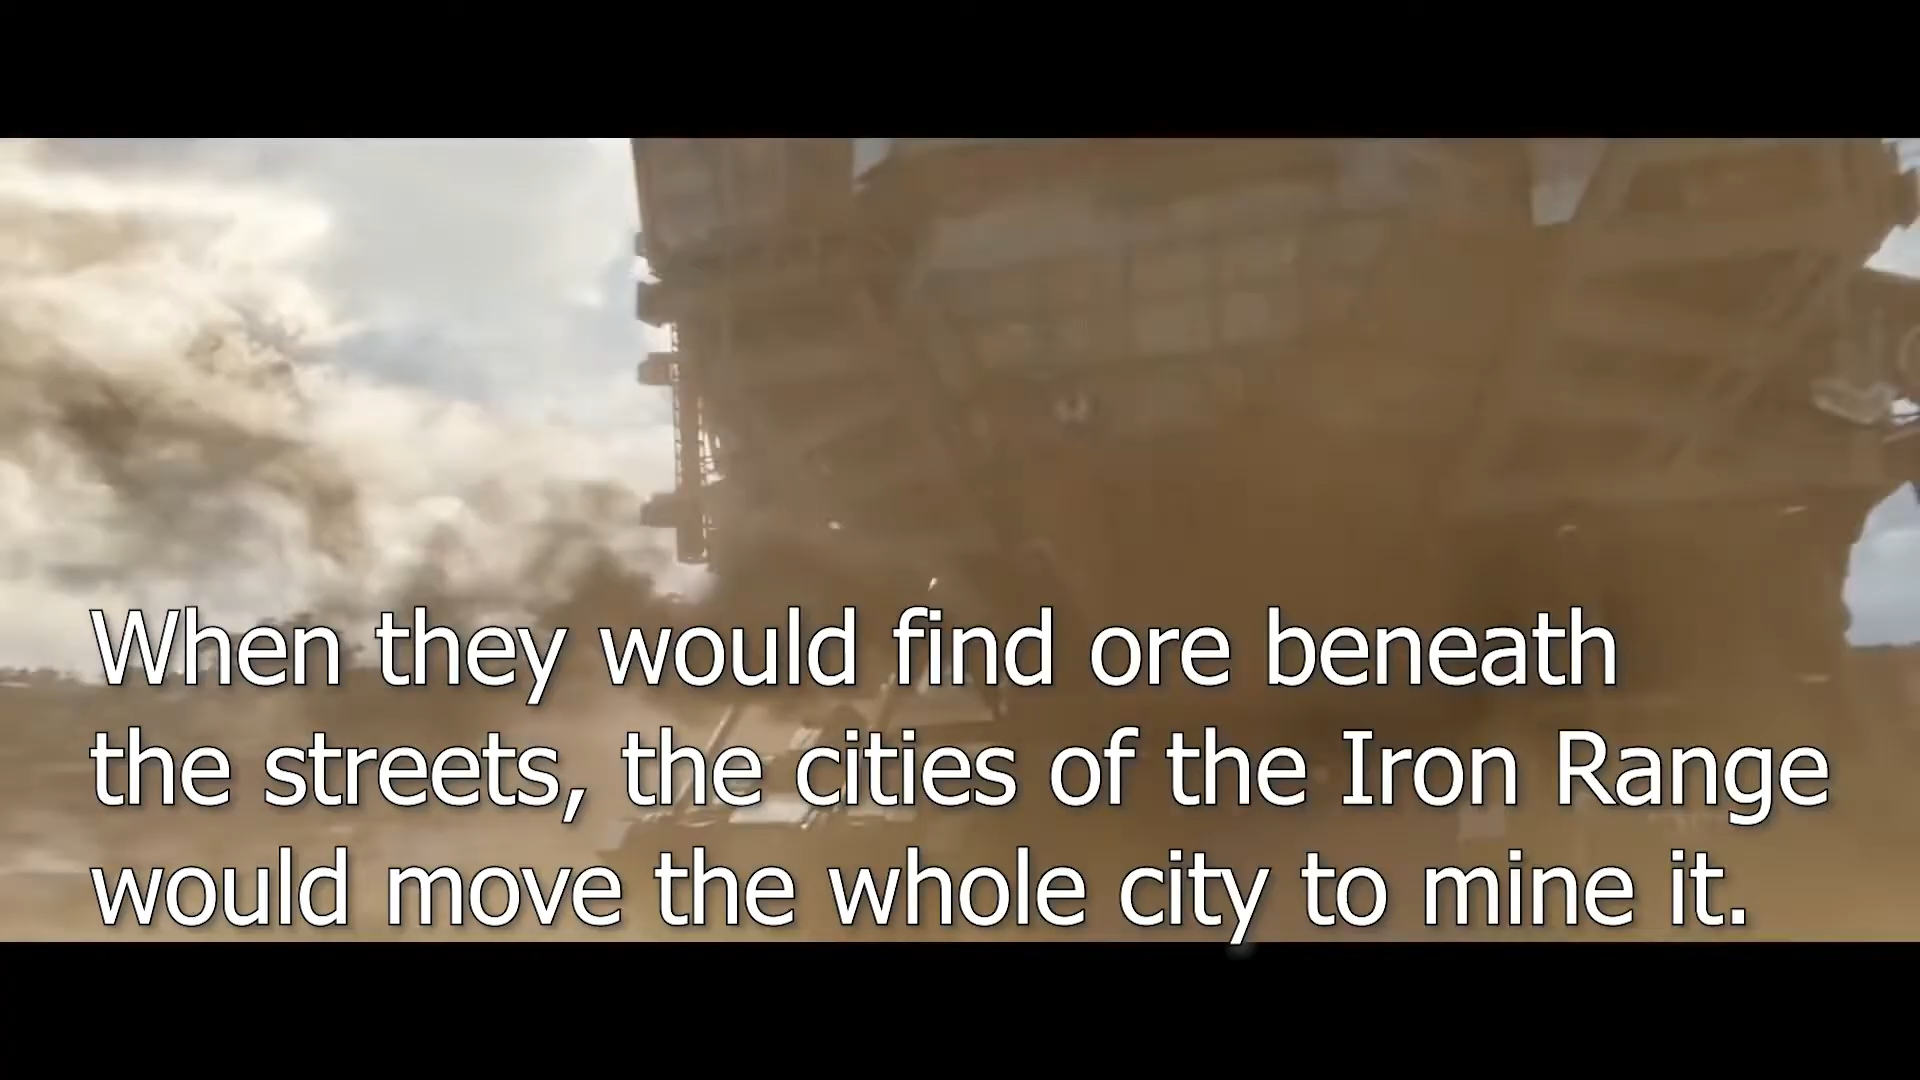 When they would find ore beneath
the streets, the cities of the Iron Range
would move the whole city to mine it.